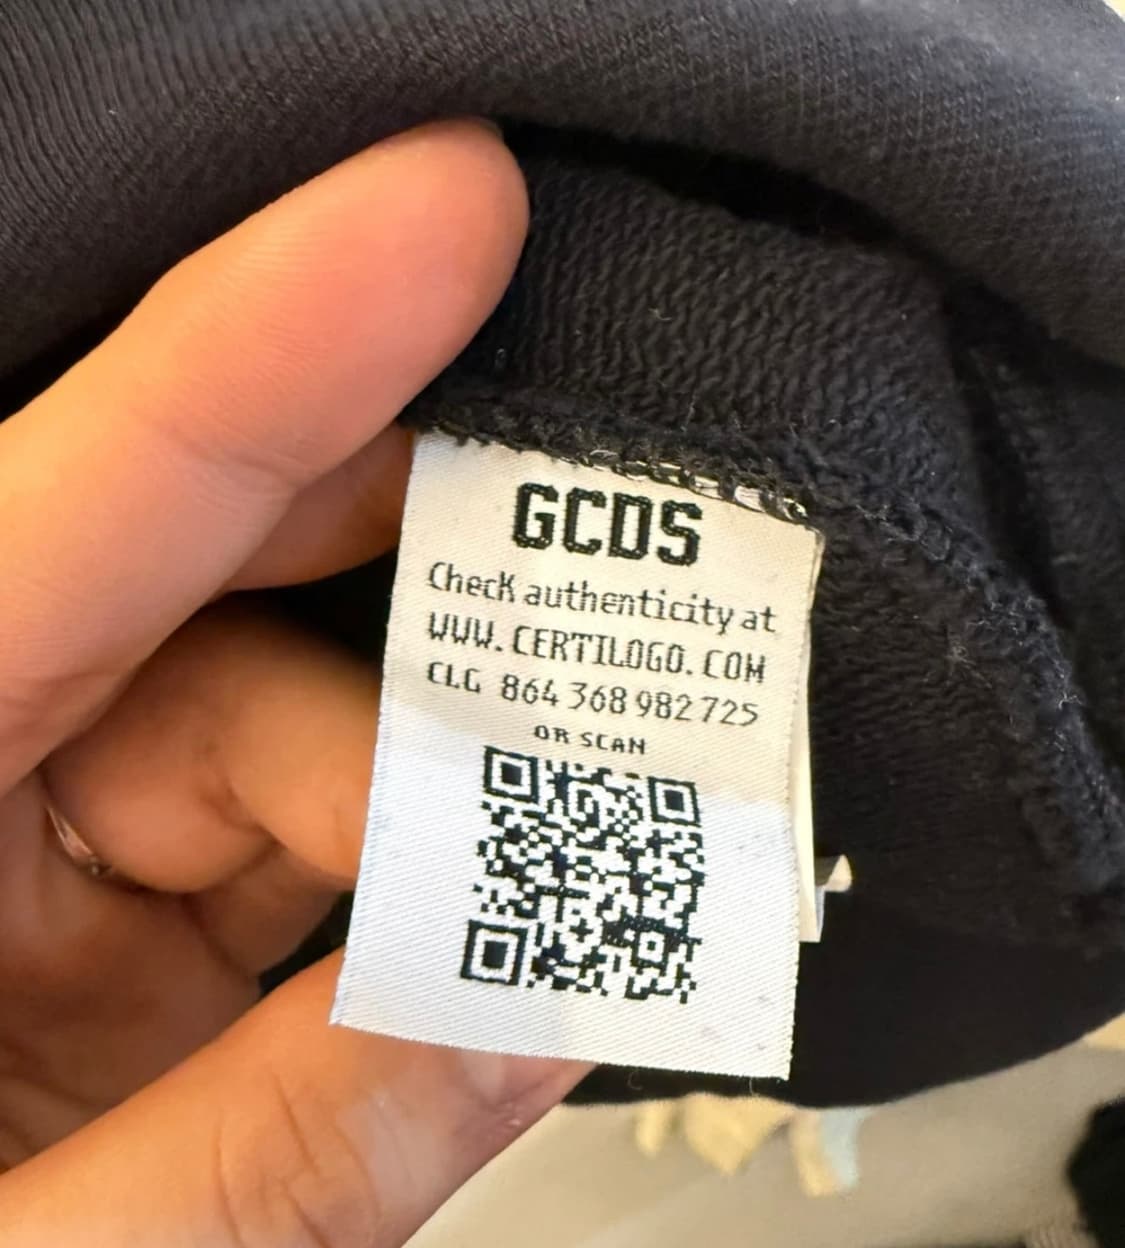 GCDS
Check authenticity at
WWW.CERTILOGO.COM
CLG 864 368 982 725
OR SCAN